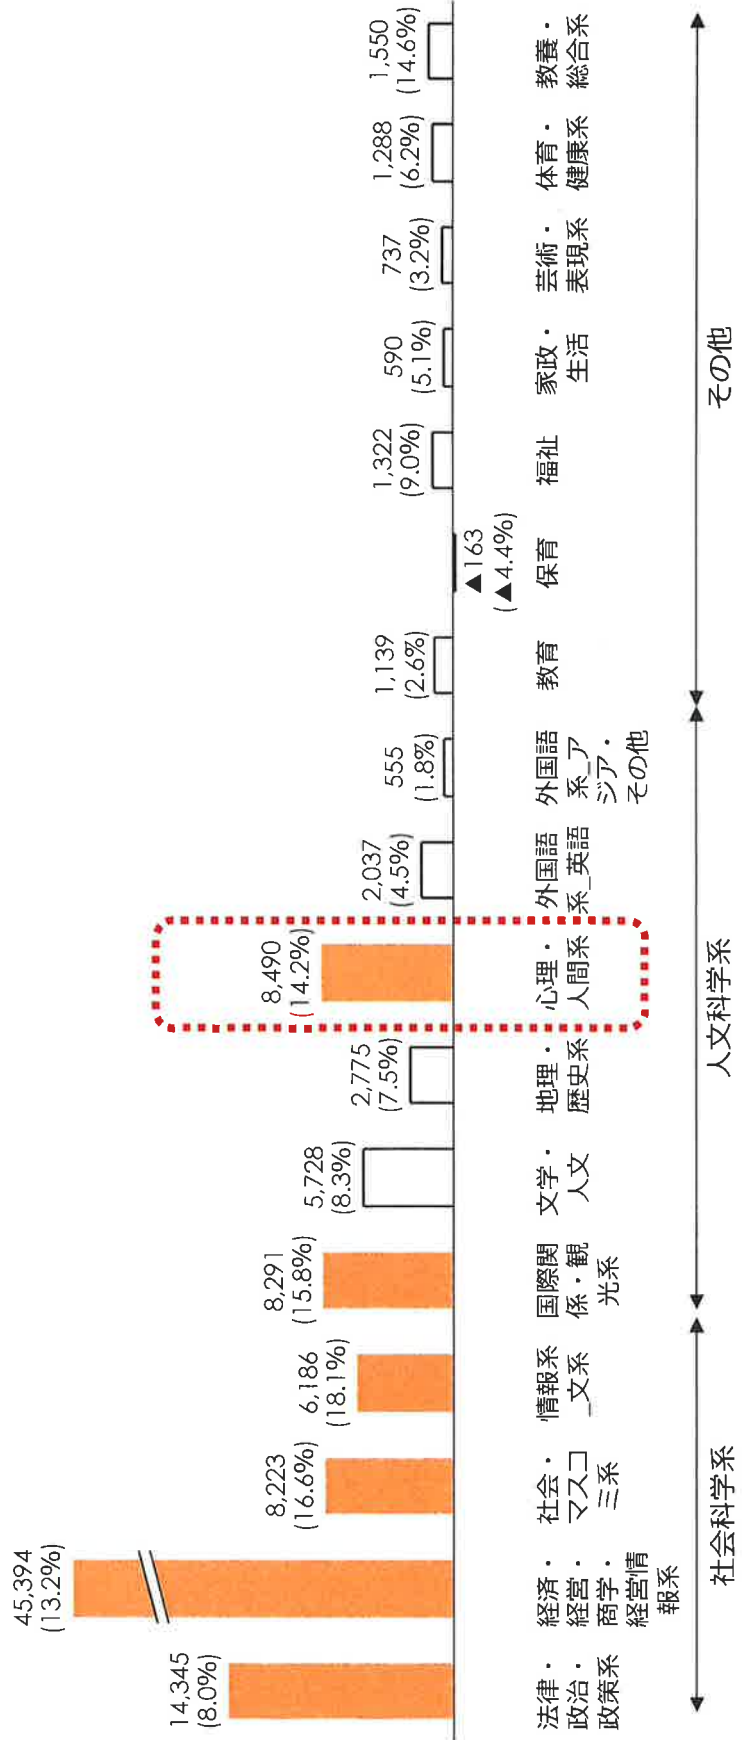 45,394
(13.2%)
14,345
(8.0%)
8,223
(16.6%)
6,186
(18.1%)
8,291
(15.8%)
5,728
(8.3%)
2,775
(7.5%)
8,490
(14.2%)
2,037
(4.5%)
555
(1.8%)
1,139
(2.6%)
▲163
(▲4.4%)
1,322
(9.0%)
590
(5.1%)
737
(3.2%)
1,288
(6.2%)
1,550
(14.6%)
法律・
政治・
政策系
経済・
経営・
商学・
経営情
報系
社会・
マスコ
ミ系
情報系
_文系
国際関
係・観
光系
文学・
人文
地理・
歴史系
心理・
人間系
外国語
系_英語
外国語
系_ア
ジア・
その他
教育
保育
福祉
家政・
生活
芸術・
表現系
体育・
健康系
教養・
総合系
社会科学系
人文科学系
その他